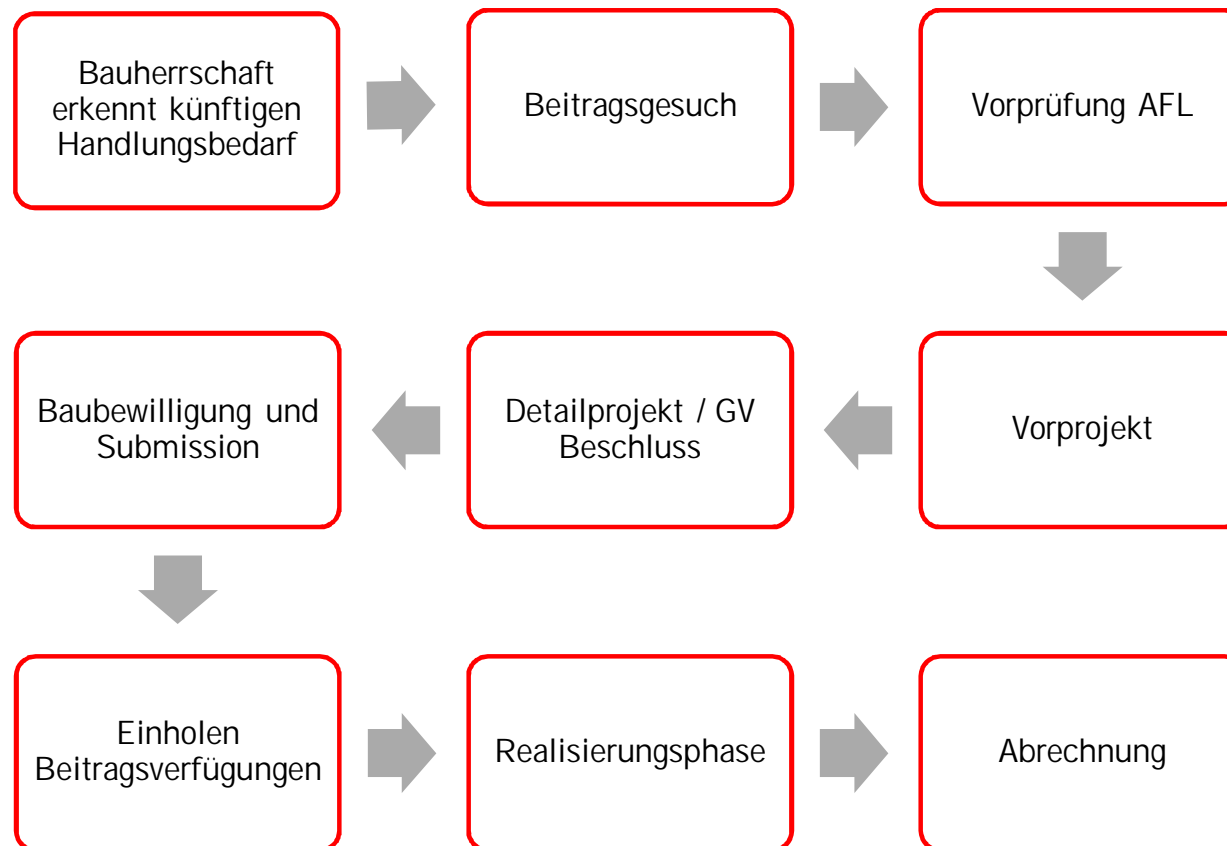 Bauherrschaft
erkennt künftigen
Handlungsbedarf
Beitragsgesuch
Vorprüfung AFL
Vorprojekt
Detailprojekt / GV
Beschluss
Baubewilligung und
Submission
Einholen
Beitragsverfügungen
Realisierungsphase
Abrechnung